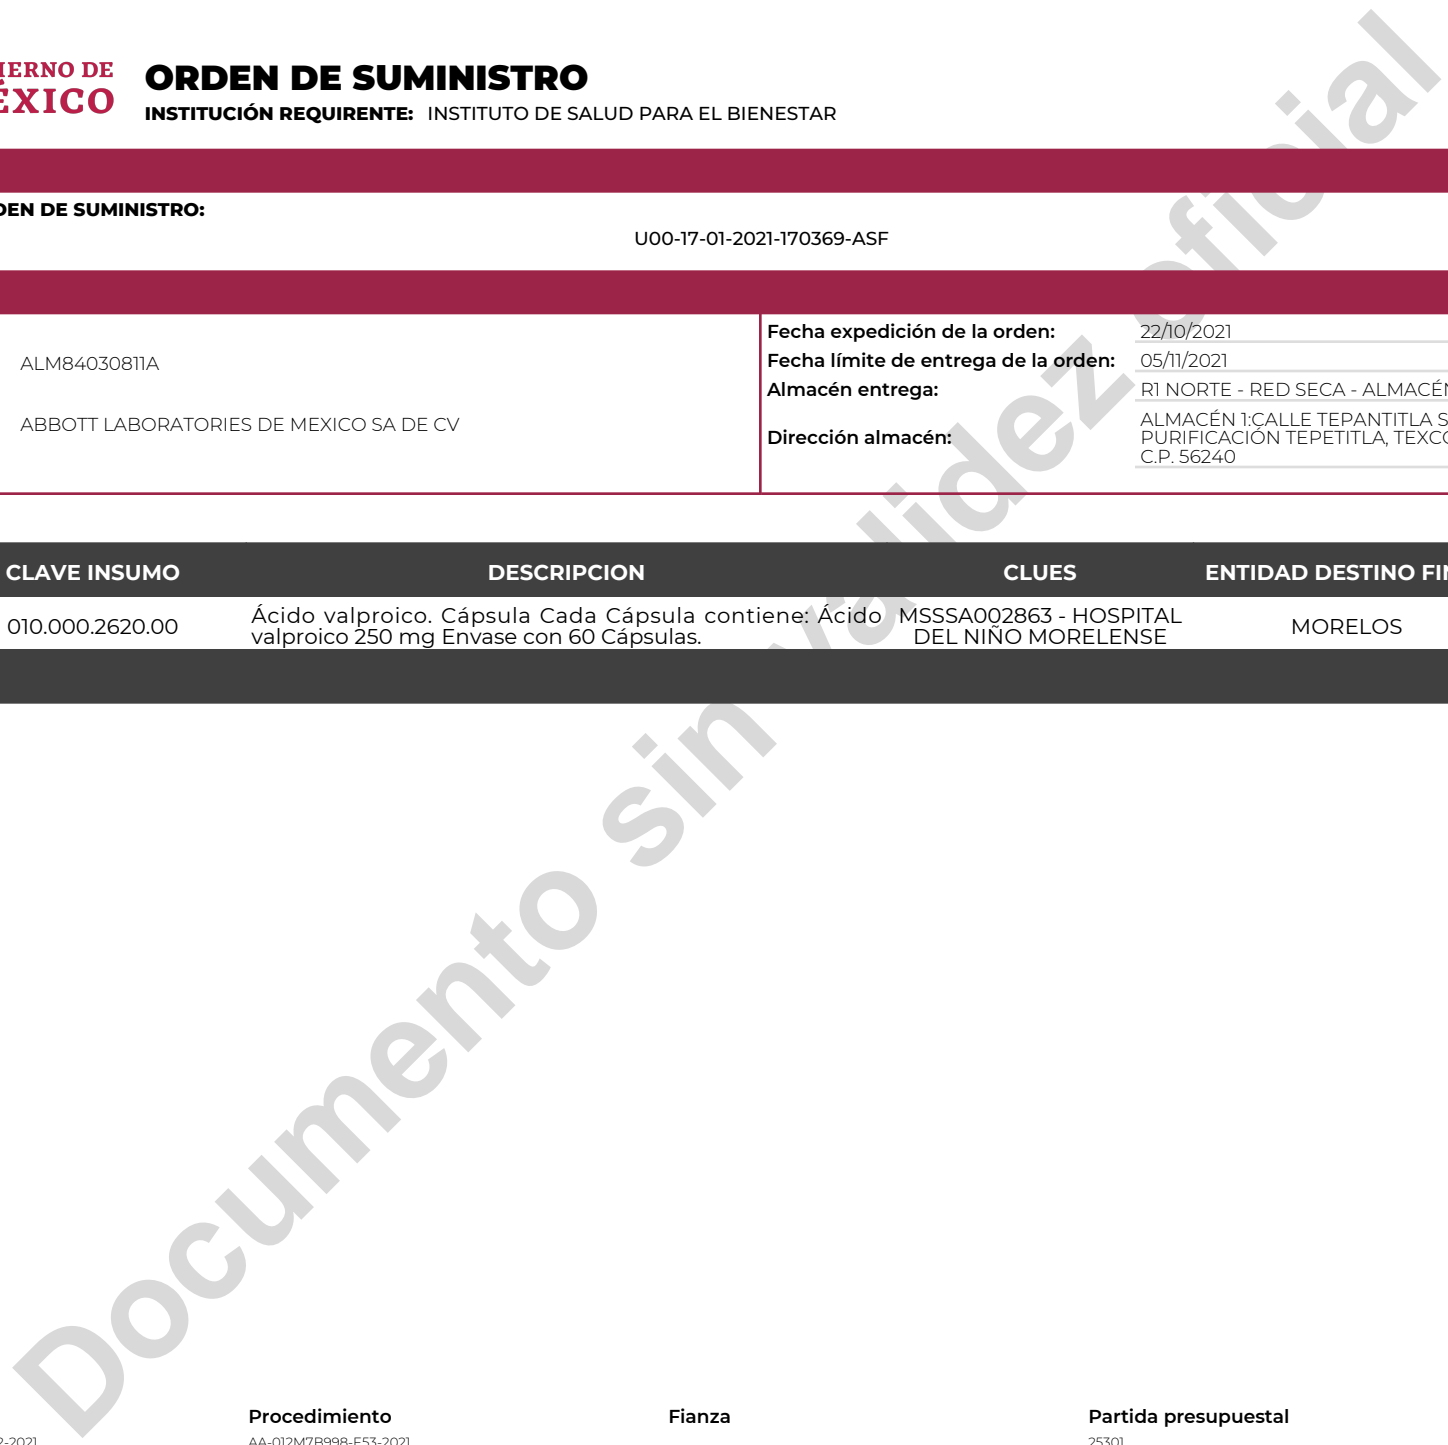 IERNO DE
ÉXICO
ORDEN DE SUMINISTRO
INSTITUCIÓN REQUIRENTE: INSTITUTO DE SALUD PARA EL BIENESTAR
DEN DE SUMINISTRO:
U00-17-01-2021-170369-ASF
ALM84030811A
ABBOTT LABORATORIES DE MEXICO SA DE CV
Fecha expedición de la orden: 22/10/2021
Fecha límite de entrega de la orden: 05/11/2021
Almacén entrega: R1 NORTE - RED SECA - ALMACÉN
Dirección almacén:
ALMACÉN 1:CALLE TEPANTITLA S
PURIFICACIÓN TEPETITLA, TEXCO
C.P. 56240
CLAVE INSUMO DESCRIPCION CLUES ENTIDAD DESTINO FIN
010.000.2620.00
Ácido valproico. Cápsula Cada Cápsula contiene: Ácido
valproico 250 mg Envase con 60 Cápsulas.
MSSSA002863 - HOSPITAL
DEL NIÑO MORELENSE
MORELOS
Documento sin validez oficial
Procedimiento Fianza Partida presupuestal
2-2021 AA-012M7B998-E53-2021 25301